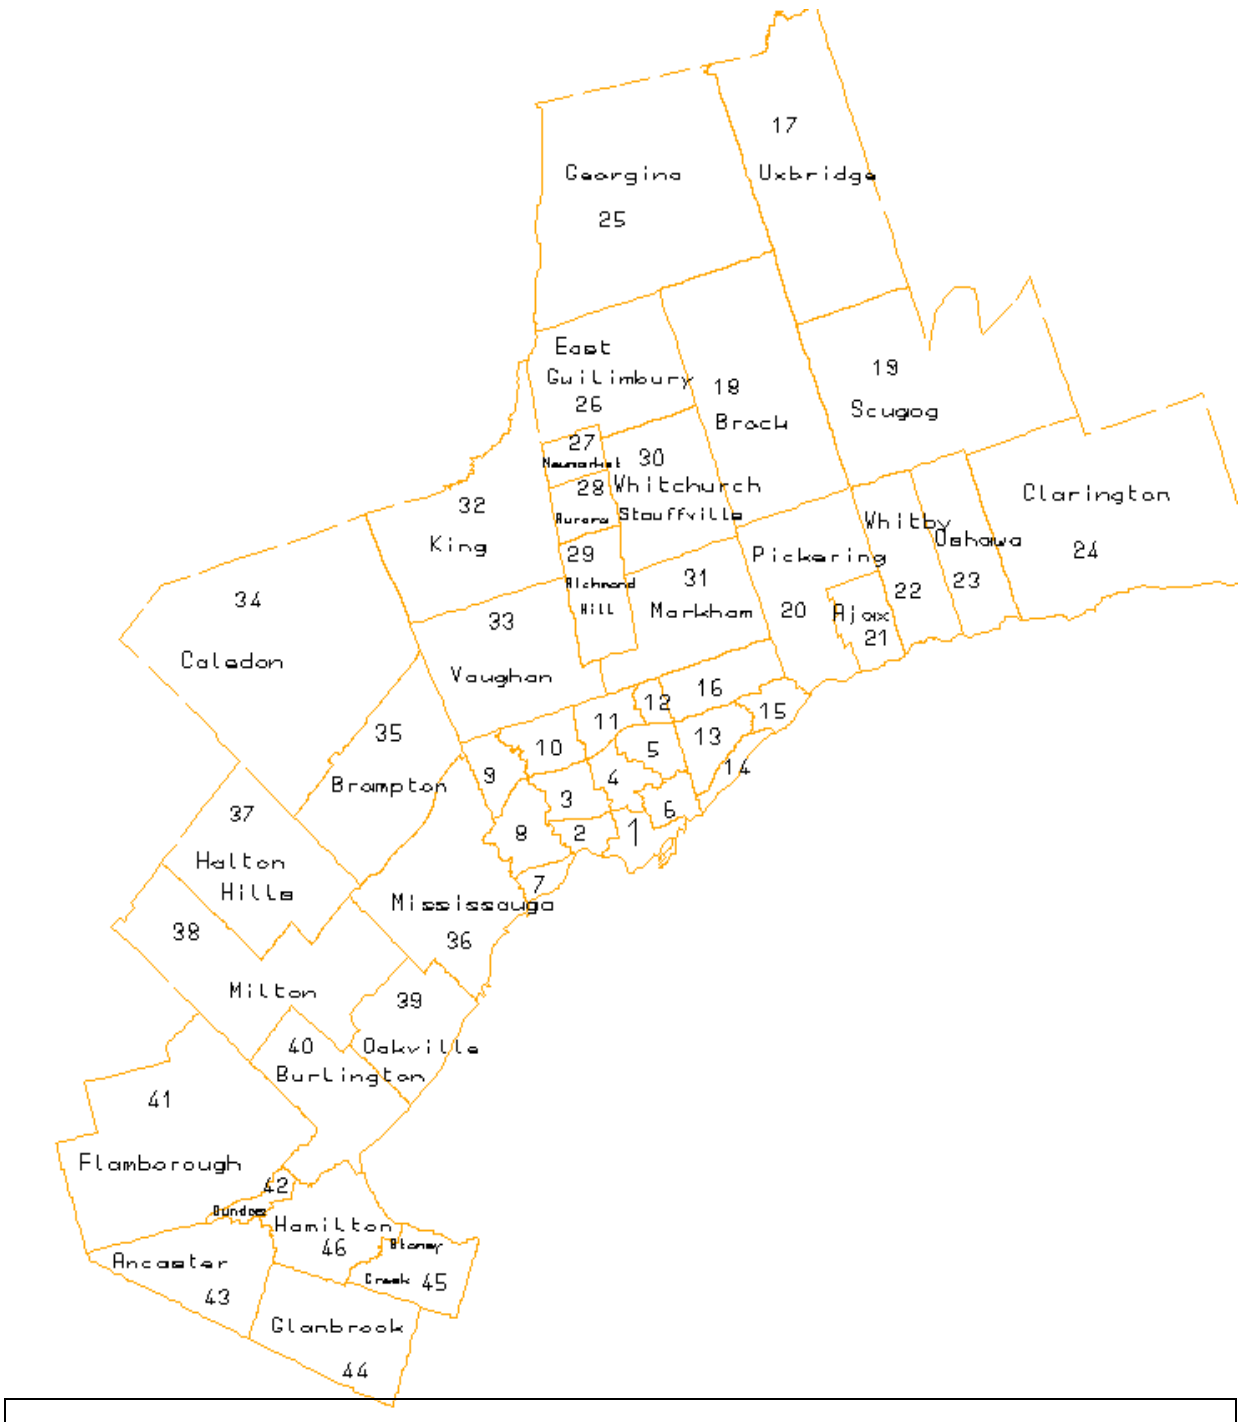 17
Uxbridge
Georgina
25
East
Gwilimbury
26
18
Brock
19
Scugog
27
Newmarket
30
28
Whitchurch
Aurora
Stouffville
Clarington
24
32
King
Whitby
Oshawa
Pickering
29
Richmond
Hill
31
Markham
20
22
23
Ajax
21
34
Caledon
33
Vaughan
16
12
15
11
13
35
10
5
14
Brampton
9
4
3
6
37
8
2
1
Halton
Hills
7
Mississauga
38
36
Milton
39
40
Oakville
Burlington
41
Flamborough
42
Dundas
Hamilton
46
Stoney
Ancaster
Creek 45
43
Glanbrook
44